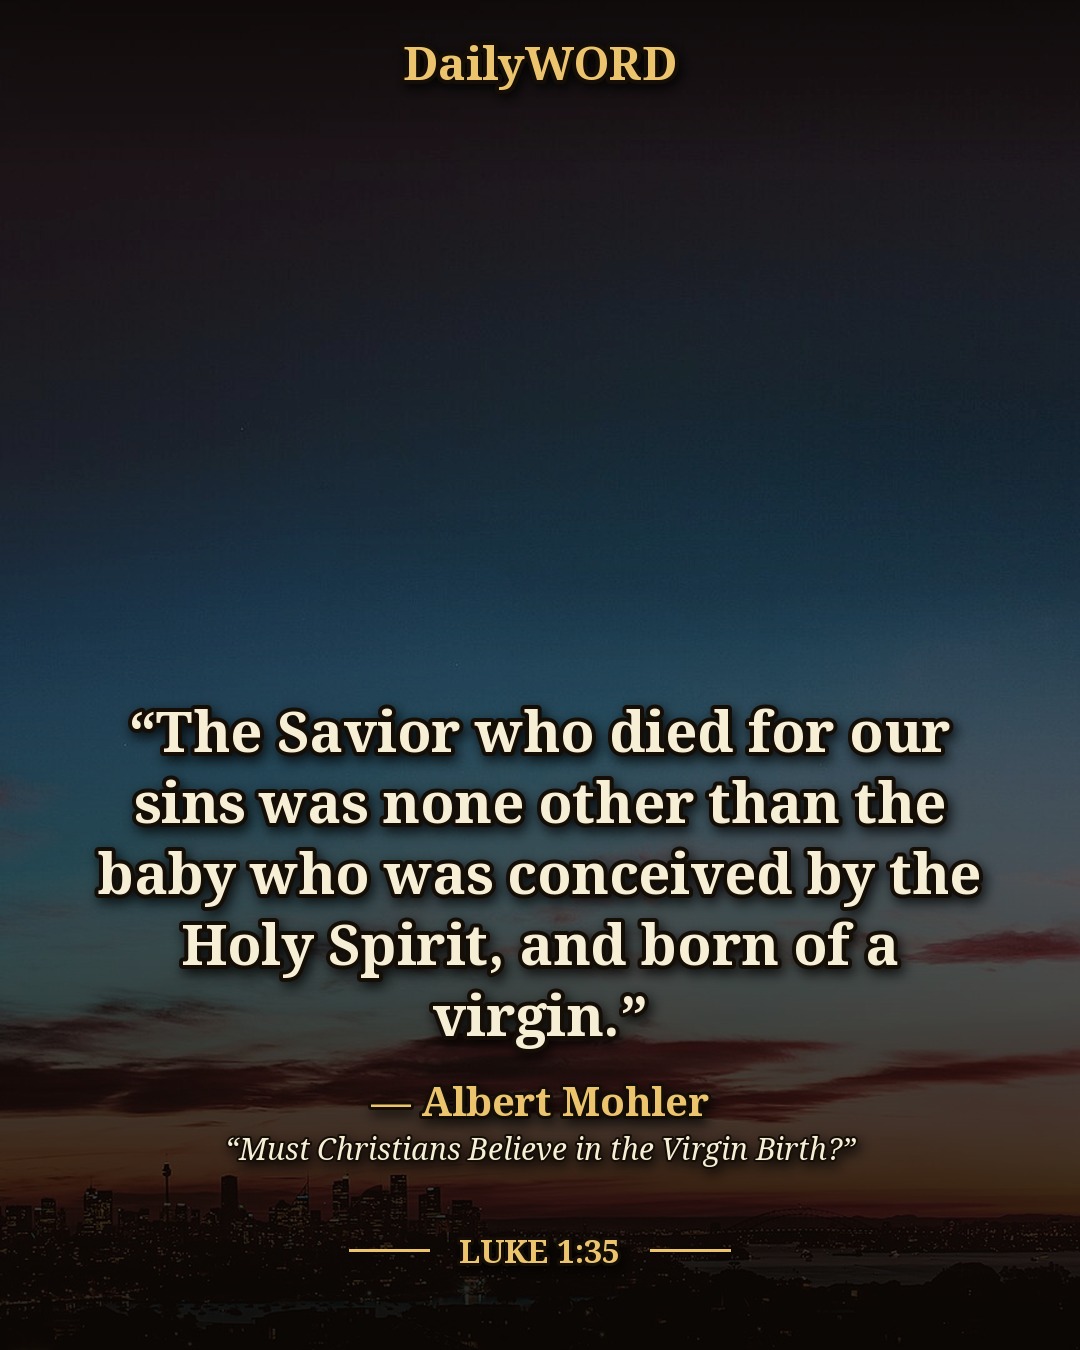 DailyWORD
“The Savior who died for our
sins was none other than the
baby who was conceived by the
Holy Spirit, and born of a
virgin.”
— Albert Mohler
“Must Christians Believe in the Virgin Birth?”
LUKE 1:35